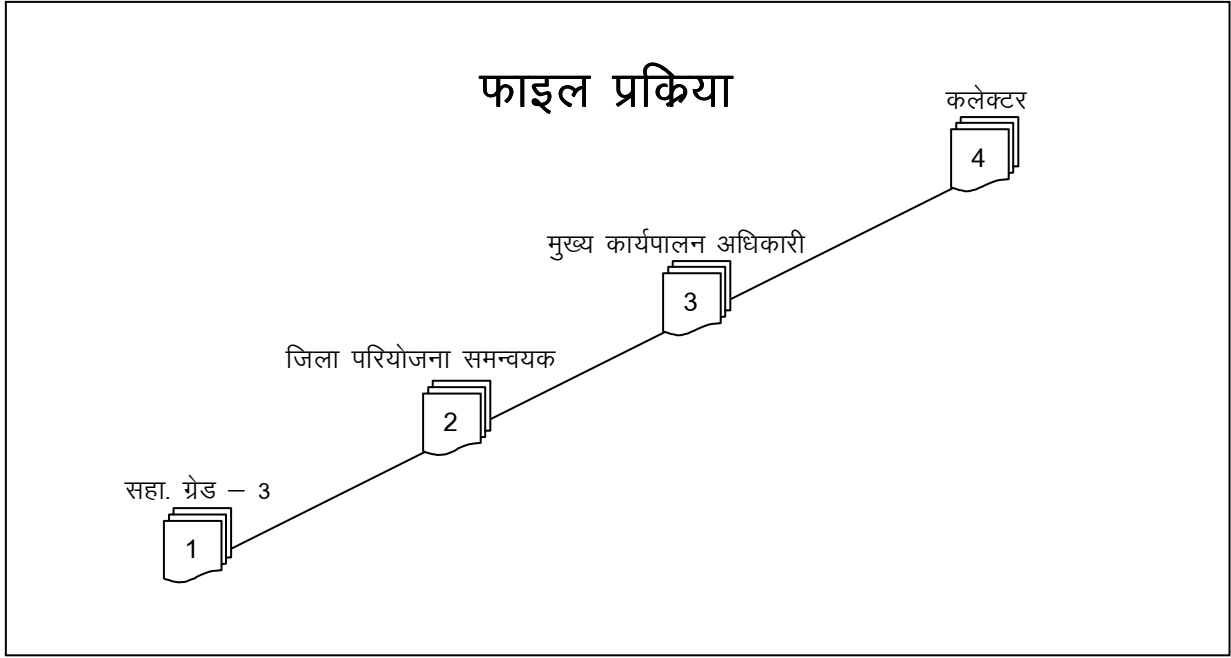 फाइल प्रक्रिया
कलेक्टर
4
मुख्य कार्यपालन अधिकारी
3
जिला परियोजना समन्वयक
2
सहा. ग्रेड – 3
1